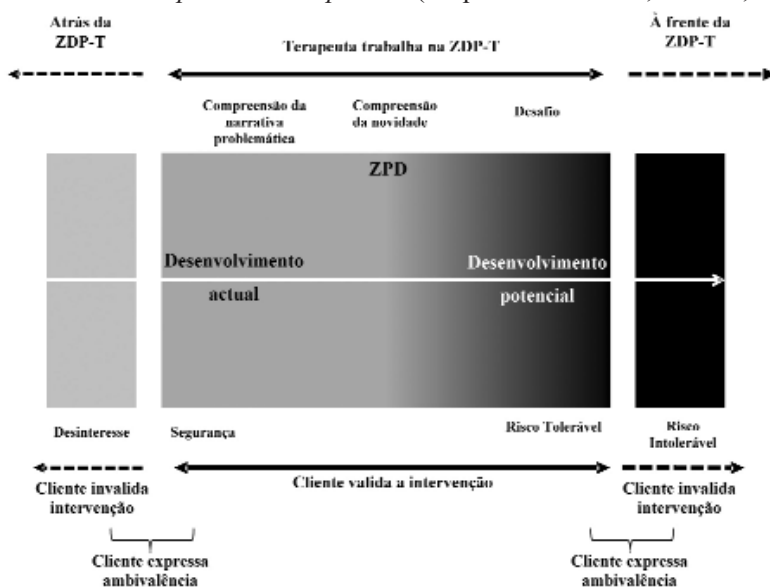 Atrás da
ZDP-T
Terapeuta trabalha na ZDP-T
À frente da
ZDP-T
Compreensão da
narrativa
problemática
Compreensão
da novidade
Desafio
ZPD
Desenvolvimento
actual
Desenvolvimento
potencial
Desinteresse
Segurança
Risco Tolerável
Risco
Intolerável
Cliente invalida
intervenção
Cliente valida a intervenção
Cliente invalida
intervenção
Cliente expressa
ambivalência
Cliente expressa
ambivalência